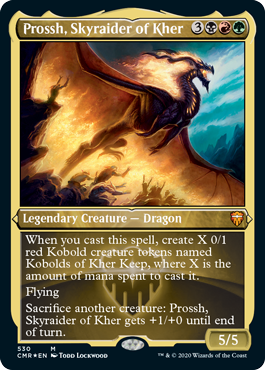 Prossh, Skyraider of Kher 3
Legendary Creature — Dragon
When you cast this spell, create X 0/1
red Kobold creature tokens named
Kobolds of Kher Keep, where X is the
amount of mana spent to cast it.
Flying
Sacrifice another creature: Prossh,
Skyraider of Kher gets +1/+0 until end
of turn.
5/5
530 M
CMR ★ EN Todd Lockwood ™ & © 2020 Wizards of the Coast